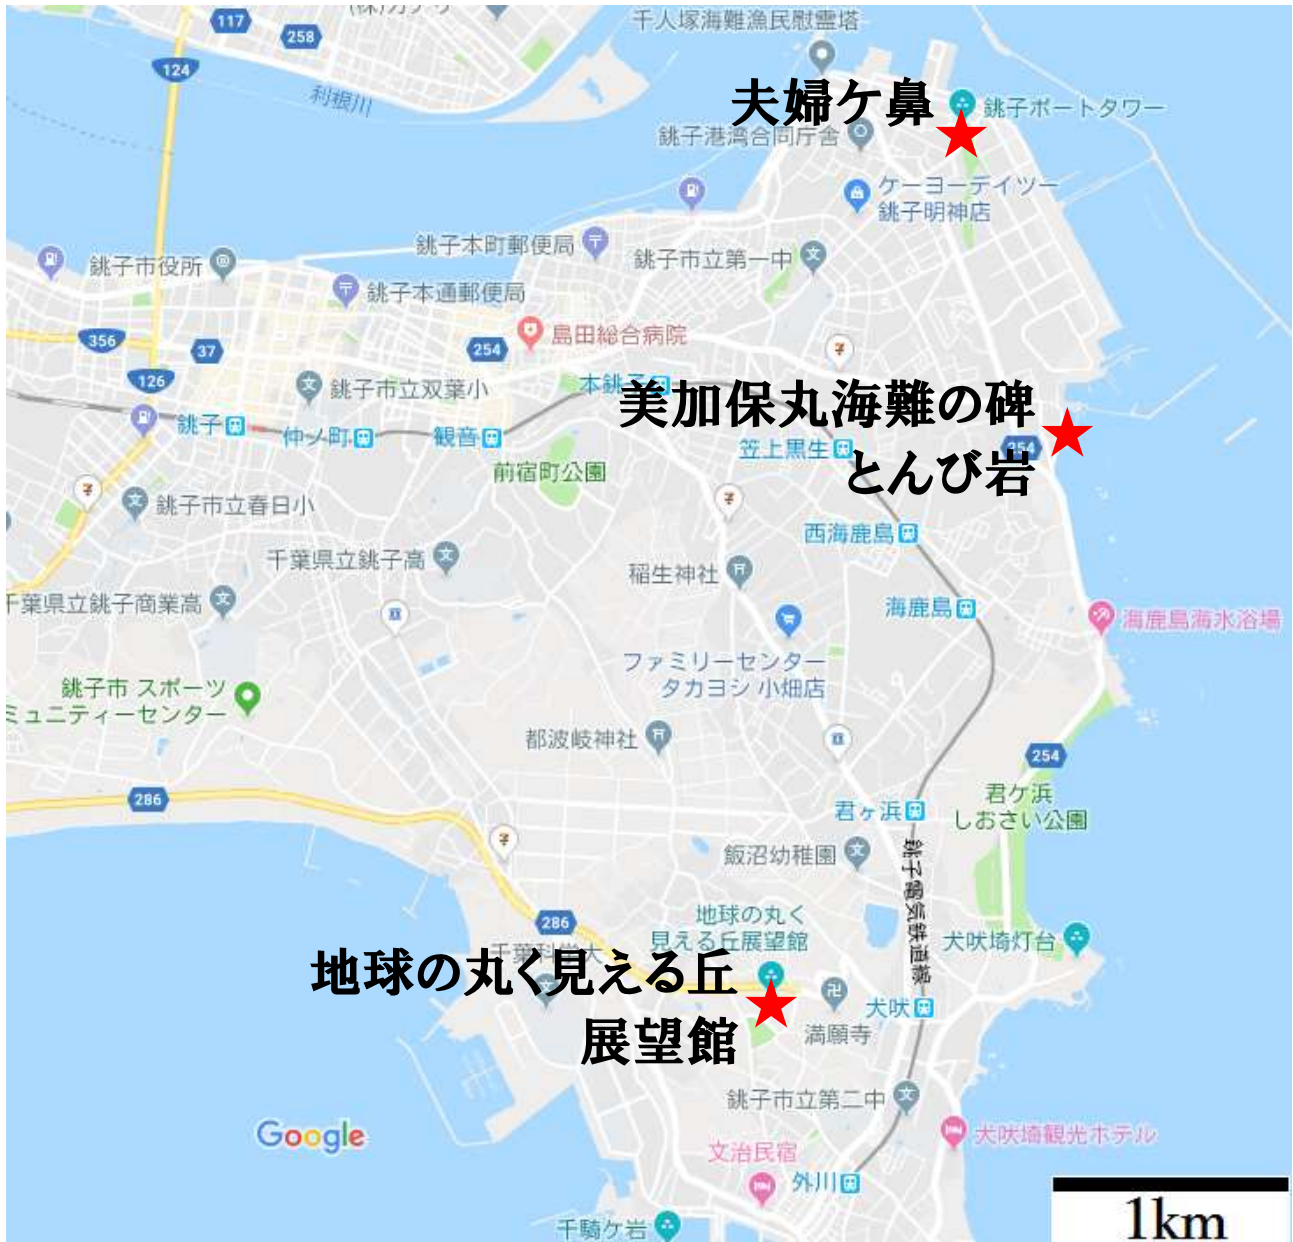 千人塚海難漁民慰霊塔
117
258
124
利根川
夫婦ケ鼻
銚子ポートタワー
銚子港湾合同庁舎
ケーヨーデイツー
銚子明神店
銚子本町郵便局
銚子市立第一中
銚子市役所
銚子本通郵便局
島田総合病院
356
37
254
126
銚子市立双葉小
本銚子
美加保丸海難の碑
とんび岩
銚子
仲ノ町
観音
笠上黒生
254
前宿町公園
銚子市立春日小
西海鹿島
千葉県立銚子高
稲生神社
千葉県立銚子商業高
海鹿島
海鹿島海水浴場
ファミリーセンター
タカヨシ 小畑店
銚子市 スポーツ
ミュニティーセンター
都波岐神社
254
286
君ケ浜
しおさい公園
君ヶ浜
飯沼幼稚園
銚子電気鉄道線
地球の丸く
見える丘展望館
286
犬吠埼灯台
千葉科学大
地球の丸く見える丘
展望館
犬吠
満願寺
銚子市立第二中
Google
犬吠埼観光ホテル
文治民宿
外川
千騎ケ岩
1km